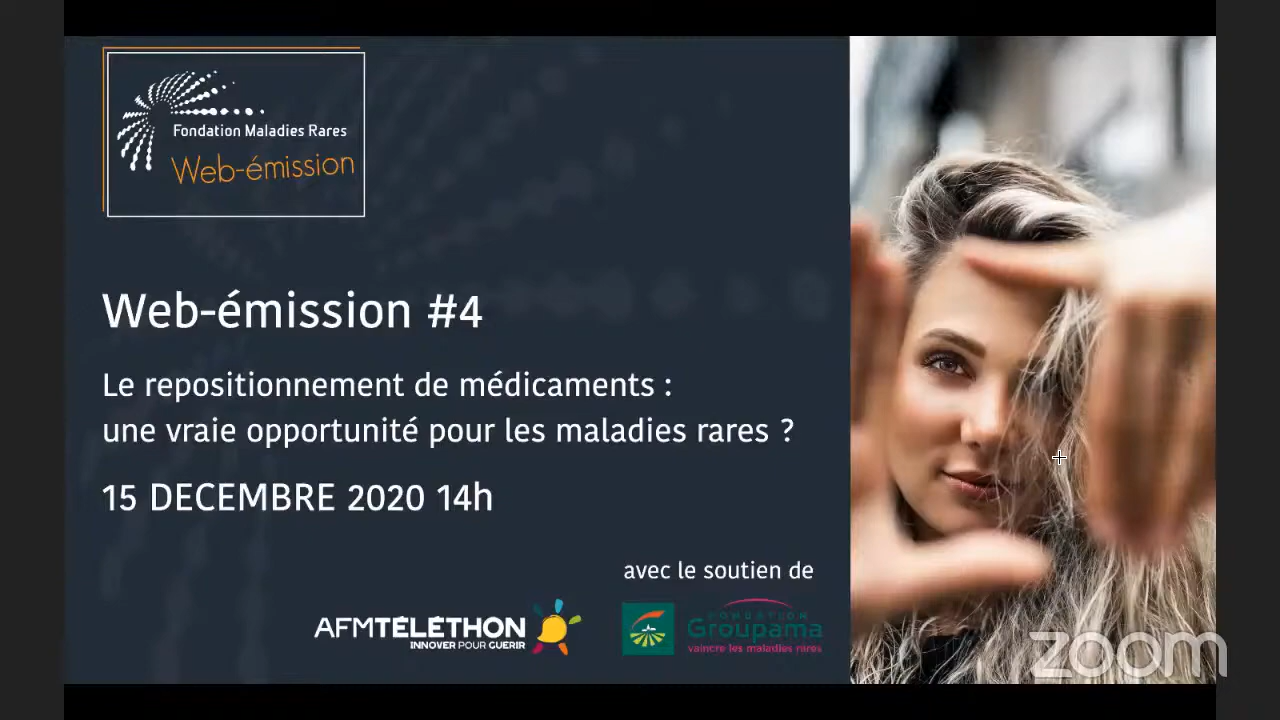 Fondation Maladies Rares
Web-émission
Web-émission #4
Le repositionnement de médicaments :
une vraie opportunité pour les maladies rares ?
15 DECEMBRE 2020 14h
avec le soutien de
AFMTÉLÉTHON
INNOVER POUR GUÉRIR
FONDATION
Groupama
vaincre les maladies rares
zoom